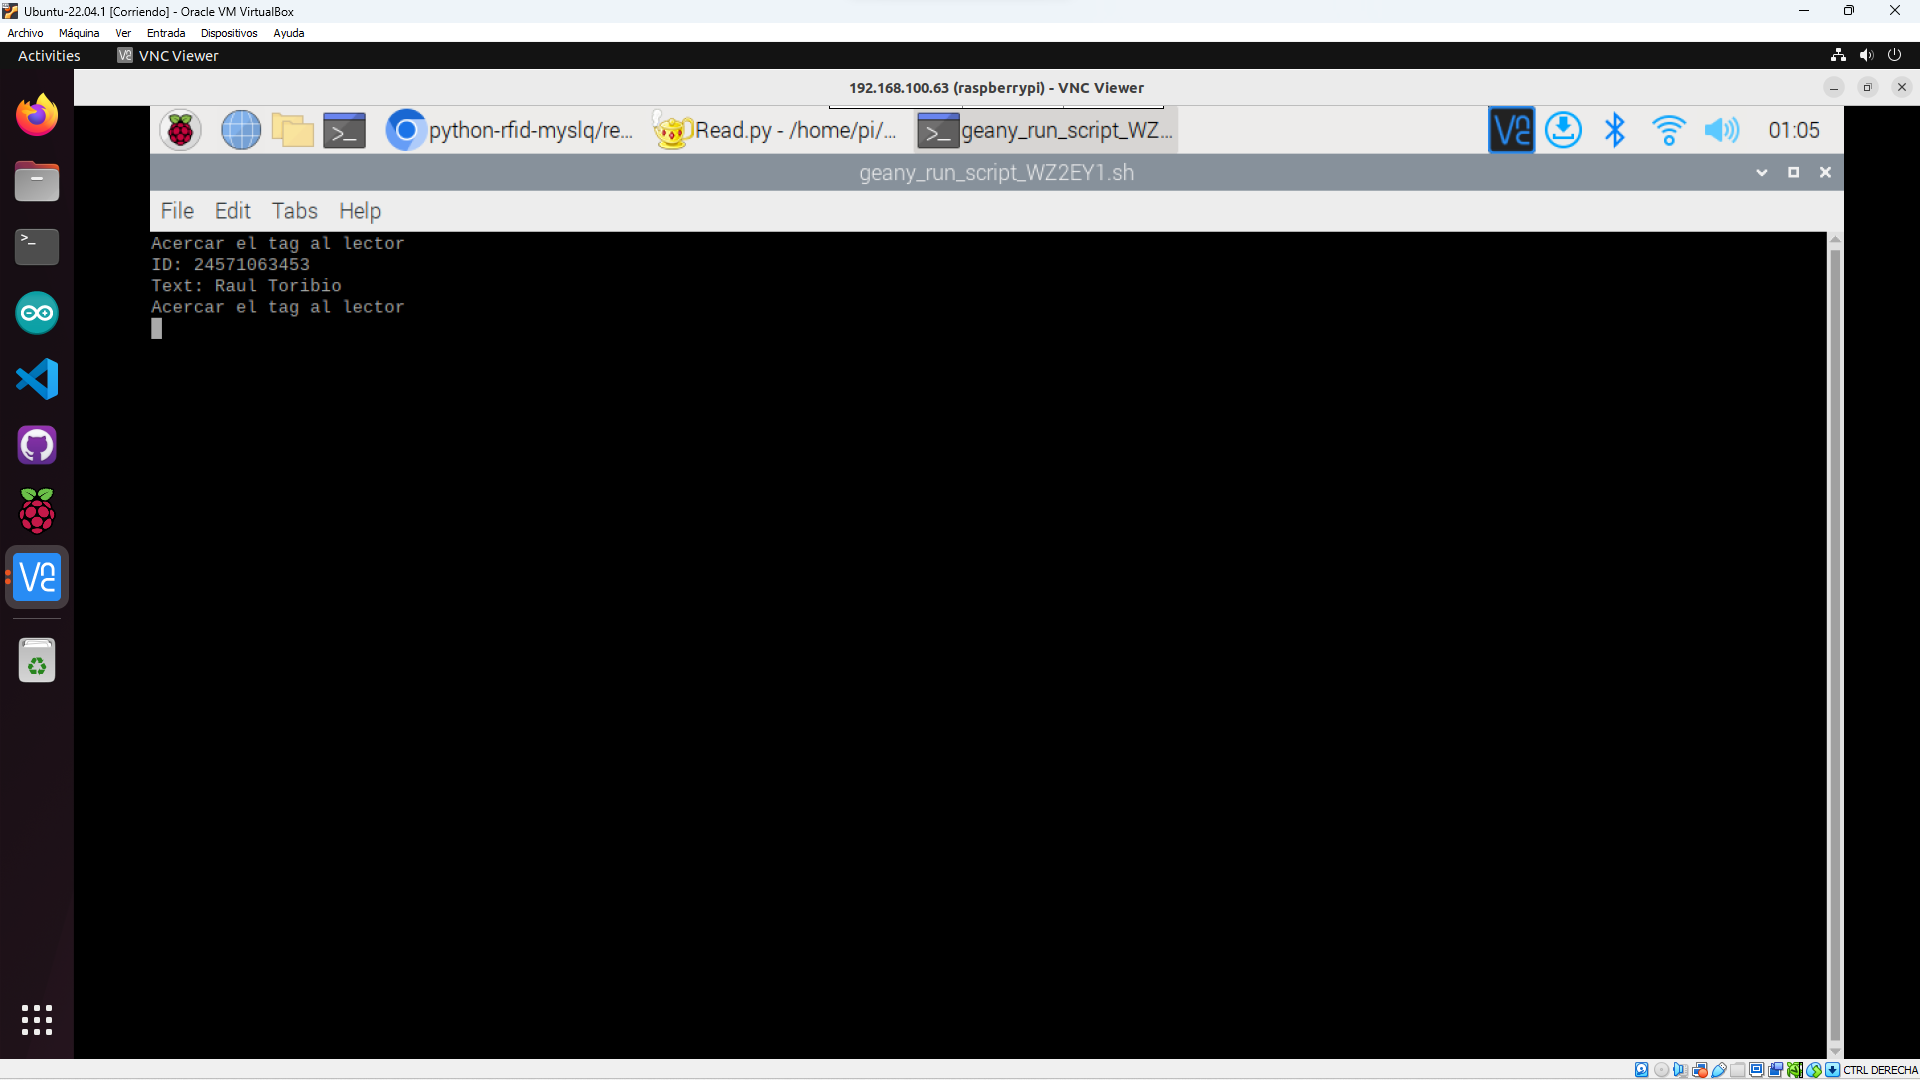 Ubuntu-22.04.1 [Corriendo] - Oracle VM VirtualBox
Archivo Máquina Ver Entrada Dispositivos Ayuda
Activities VNC Viewer
192.168.100.63 (raspberrypi) - VNC Viewer
python-rfid-myslq/re... Read.py - /home/pi/... geany_run_script_WZ... 01:05
geany_run_script_WZ2EY1.sh
File Edit Tabs Help
Acercar el tag al lector
ID: 24571063453
Text: Raul Toribio
Acercar el tag al lector
CTRL DERECHA